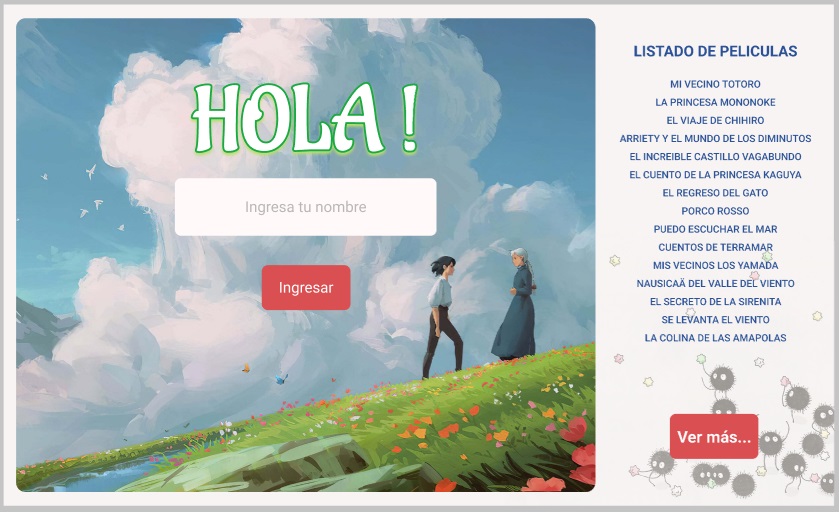 HOLA !
Ingresa tu nombre
Ingresar
LISTADO DE PELICULAS
MI VECINO TOTORO
LA PRINCESA MONONOKE
EL VIAJE DE CHIHIRO
ARRIETY Y EL MUNDO DE LOS DIMINUTOS
EL INCREIBLE CASTILLO VAGABUNDO
EL CUENTO DE LA PRINCESA KAGUYA
EL REGRESO DEL GATO
PORCO ROSSO
PUEDO ESCUCHAR EL MAR
CUENTOS DE TERRAMAR
MIS VECINOS LOS YAMADA
NAUSICAÄ DEL VALLE DEL VIENTO
EL SECRETO DE LA SIRENITA
SE LEVANTA EL VIENTO
LA COLINA DE LAS AMAPOLAS
Ver más...